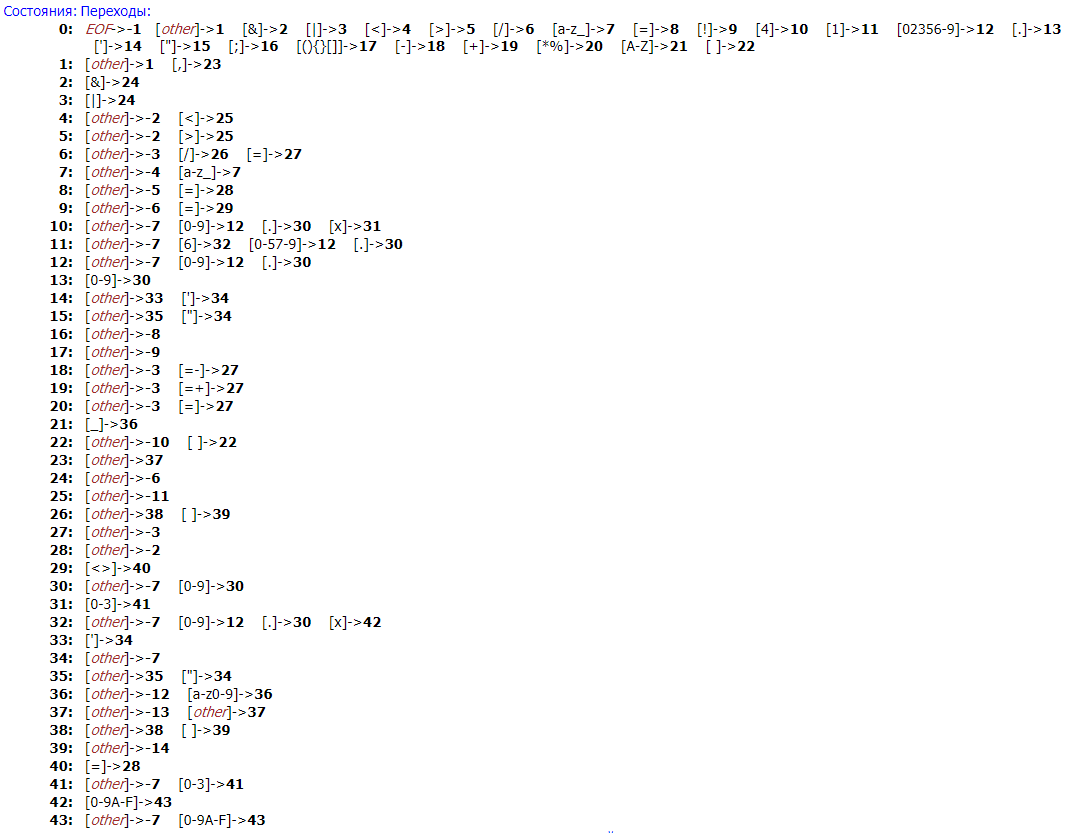 Состояния: Переходы:
0: EOF->-1 [other]->1 [&]->2 [|]->3 [<]->4 [>]->5 [/]->6 [a-z_]->7 [=]->8 [!]->9 [4]->10 [1]->11 [02356-9]->12 [.]->13
[']->14 ["]->15 [;]->16 [(){}[]]->17 [-]->18 [+]->19 [*%]->20 [A-Z]->21 [ ]->22
1: [other]->1 [,]->23
2: [&]->24
3: [|]->24
4: [other]->-2 [<]->25
5: [other]->-2 [>]->25
6: [other]->-3 [/]->26 [=]->27
7: [other]->-4 [a-z_]->7
8: [other]->-5 [=]->28
9: [other]->-6 [=]->29
10: [other]->-7 [0-9]->12 [.]->30 [x]->31
11: [other]->-7 [6]->32 [0-57-9]->12 [.]->30
12: [other]->-7 [0-9]->12 [.]->30
13: [0-9]->30
14: [other]->33 [']->34
15: [other]->35 ["]->34
16: [other]->-8
17: [other]->-9
18: [other]->-3 [=-]->27
19: [other]->-3 [=+]->27
20: [other]->-3 [=]->27
21: [_]->36
22: [other]->-10 [ ]->22
23: [other]->37
24: [other]->-6
25: [other]->-11
26: [other]->38 [ ]->39
27: [other]->-3
28: [other]->-2
29: [<>]->40
30: [other]->-7 [0-9]->30
31: [0-3]->41
32: [other]->-7 [0-9]->12 [.]->30 [x]->42
33: [']->34
34: [other]->-7
35: [other]->35 ["]->34
36: [other]->-12 [a-z0-9]->36
37: [other]->-13 [other]->37
38: [other]->38 [ ]->39
39: [other]->-14
40: [=]->28
41: [other]->-7 [0-3]->41
42: [0-9A-F]->43
43: [other]->-7 [0-9A-F]->43